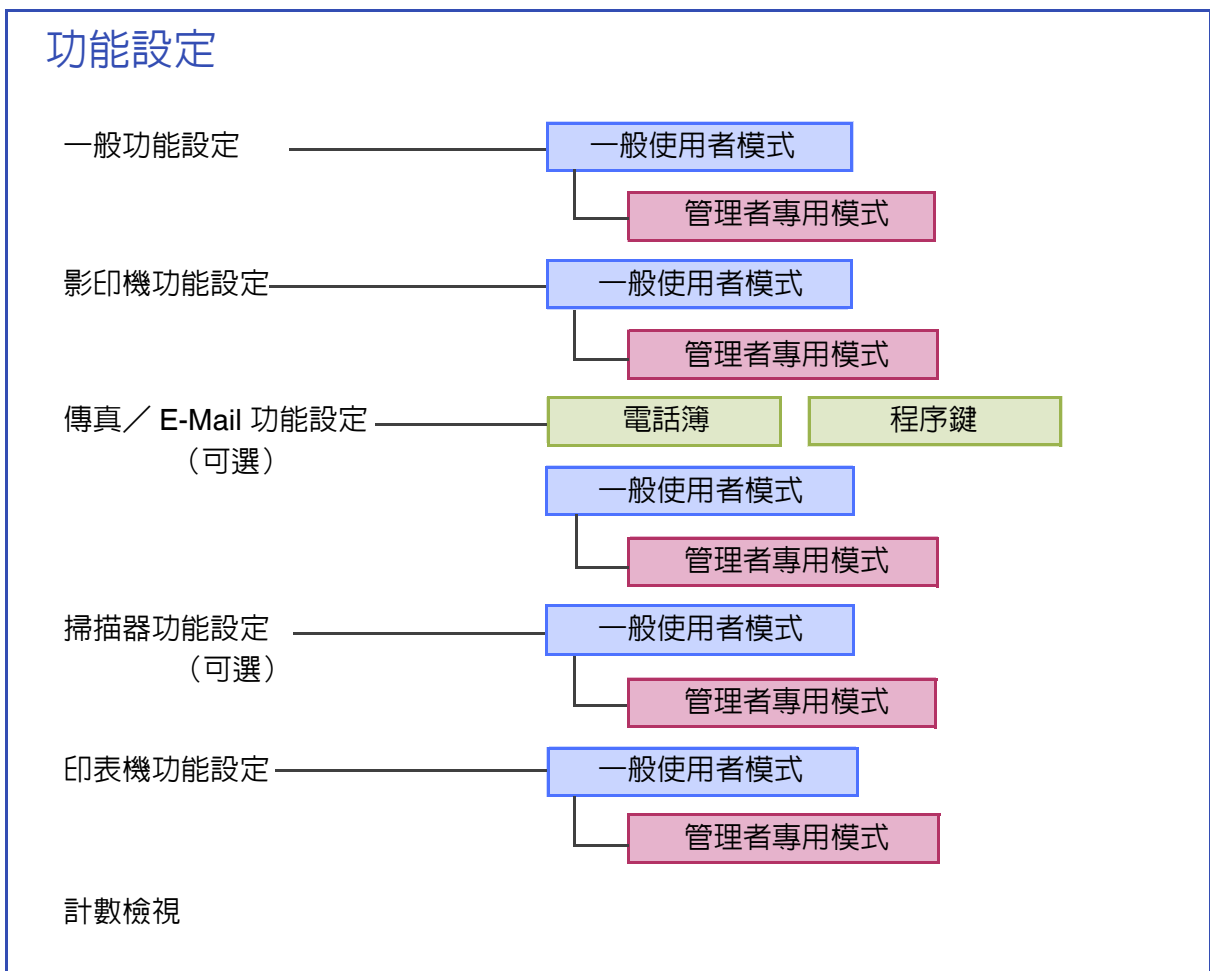 功能設定
一般功能設定 一般使用者模式
管理者專用模式
影印機功能設定 一般使用者模式
管理者專用模式
傳真／E-Mail 功能設定 電話簿 程序鍵
（可選）
一般使用者模式
管理者專用模式
掃描器功能設定 一般使用者模式
（可選）
管理者專用模式
印表機功能設定 一般使用者模式
管理者專用模式
計數檢視